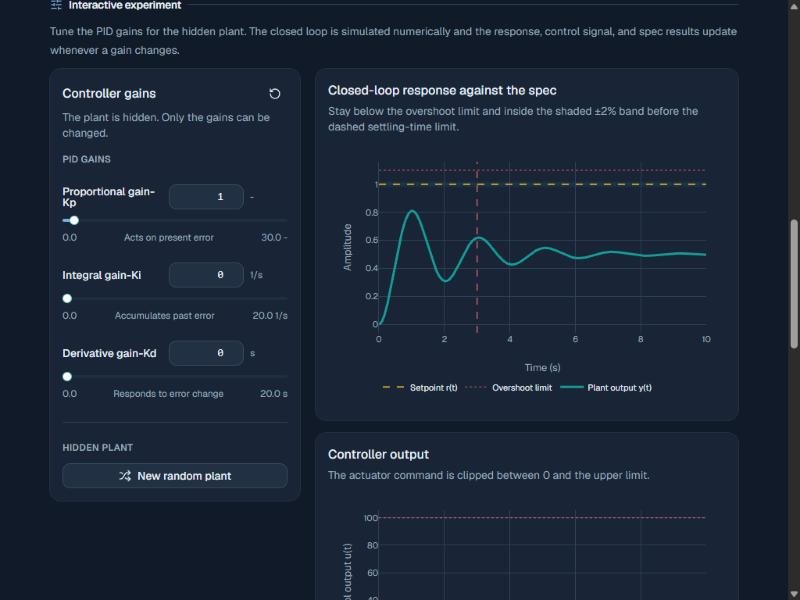 Interactive experiment
Tune the PID gains for the hidden plant. The closed loop is simulated numerically and the response, control signal, and spec results update
whenever a gain changes.
Controller gains
The plant is hidden. Only the gains can be
changed.
PID GAINS
Proportional gain-
Kp
1 -
0.0 Acts on present error 30.0 -
Integral gain-Ki 0 1/s
0.0 Accumulates past error 20.0 1/s
Derivative gain-Kd 0 s
0.0 Responds to error change 20.0 s
HIDDEN PLANT
New random plant
Closed-loop response against the spec
Stay below the overshoot limit and inside the shaded ±2% band before the
dashed settling-time limit.
Amplitude
1
0.8
0.6
0.4
0.2
0
0 2 4 6 8 10
Time (s)
Setpoint r(t) Overshoot limit Plant output y(t)
Controller output
The actuator command is clipped between 0 and the upper limit.
100
80
60
output u(t)